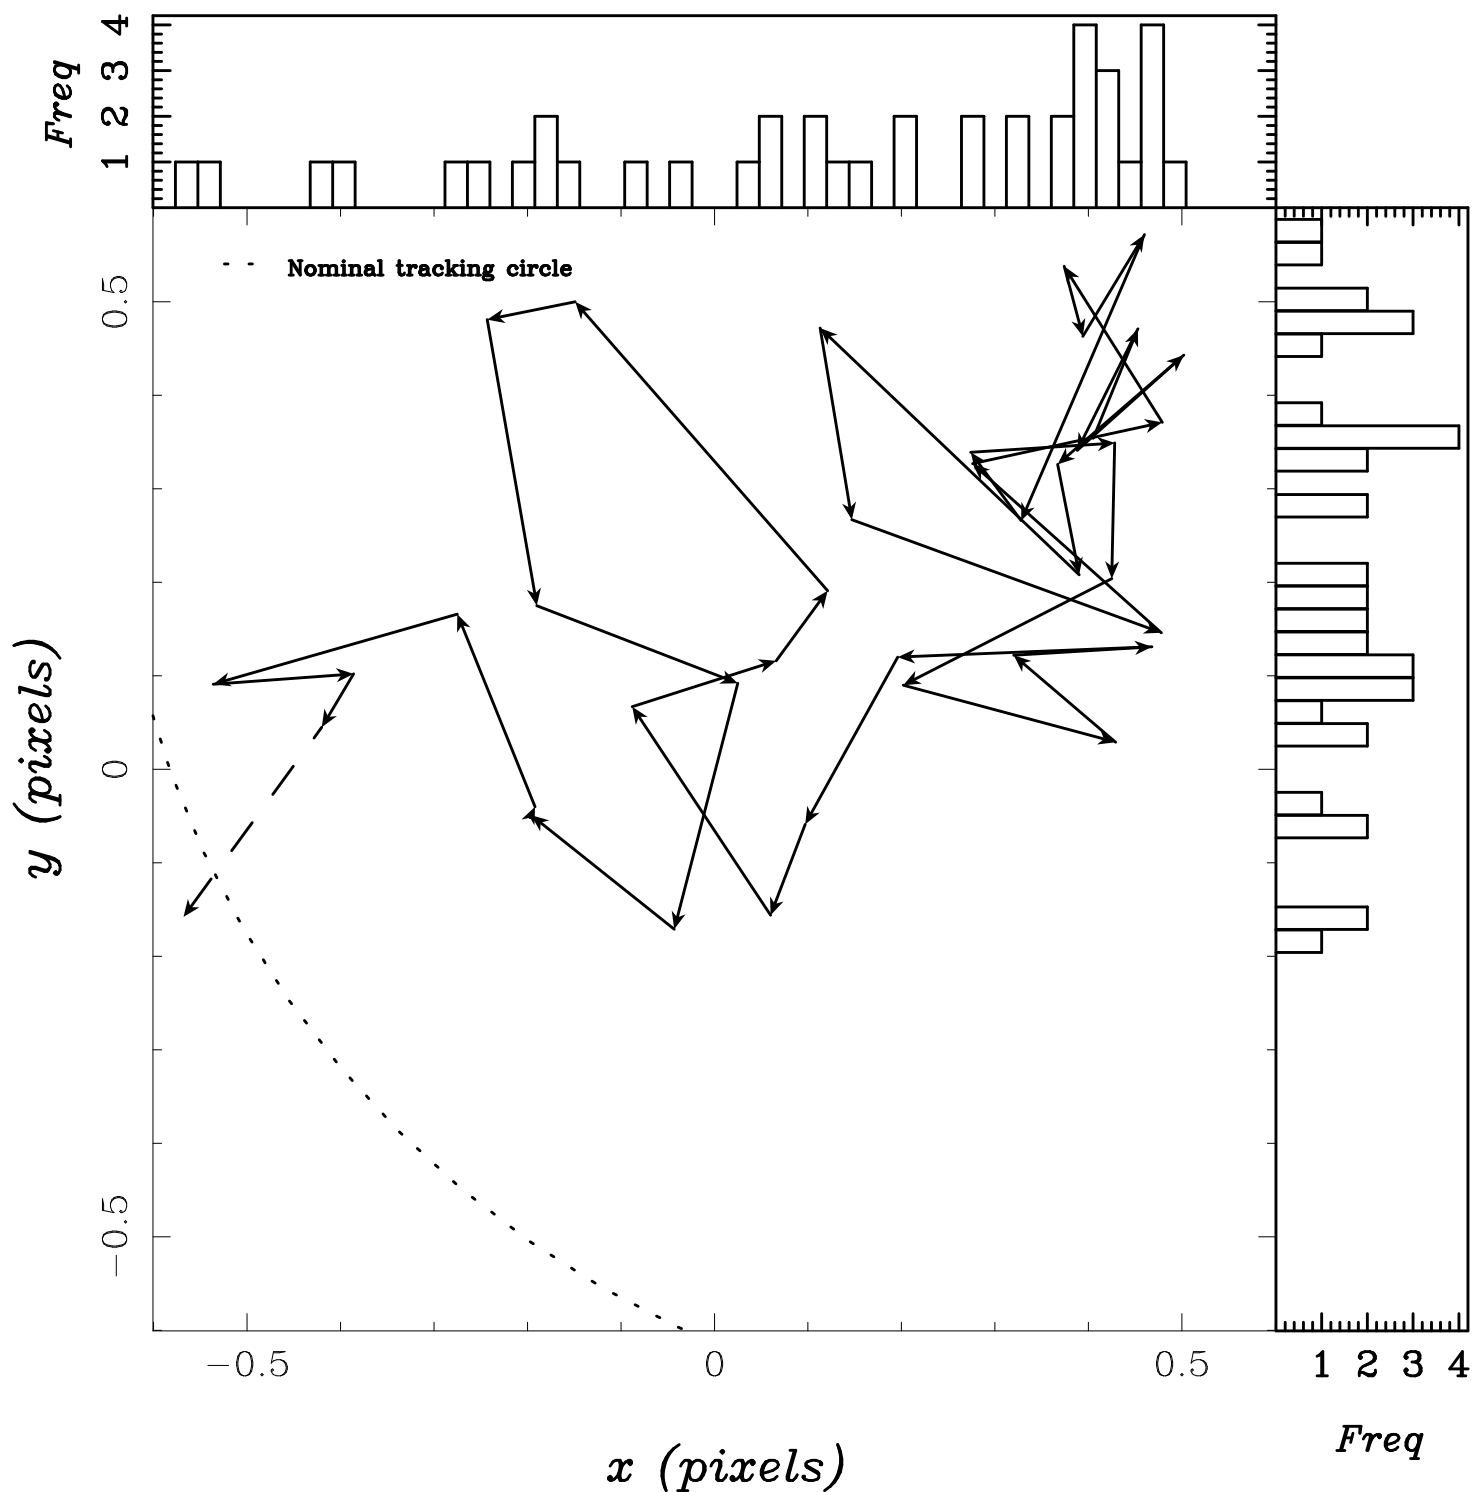 Freq
1 2 3 4
Nominal tracking circle
0.5
0
−0.5
y (pixels)
−0.5 0 0.5
x (pixels)
1 2 3 4
Freq